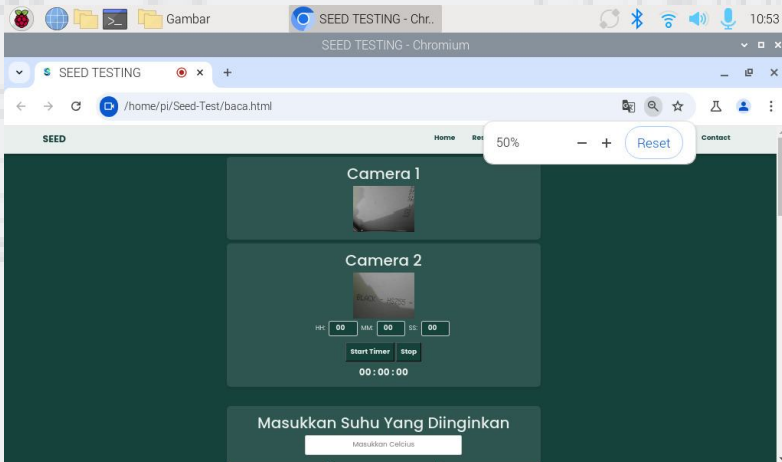 Gambar
SEED TESTING - Chr..
10:53
SEED TESTING - Chromium
SEED TESTING
/home/pi/Seed-Test/baca.html
SEED
Home
Contact
50%
Reset
Camera 1
Camera 2
HH: 00 MM: 00 SS: 00
Start Timer Stop
00:00:00
Masukkan Suhu Yang Diinginkan
Masukkan Celcius